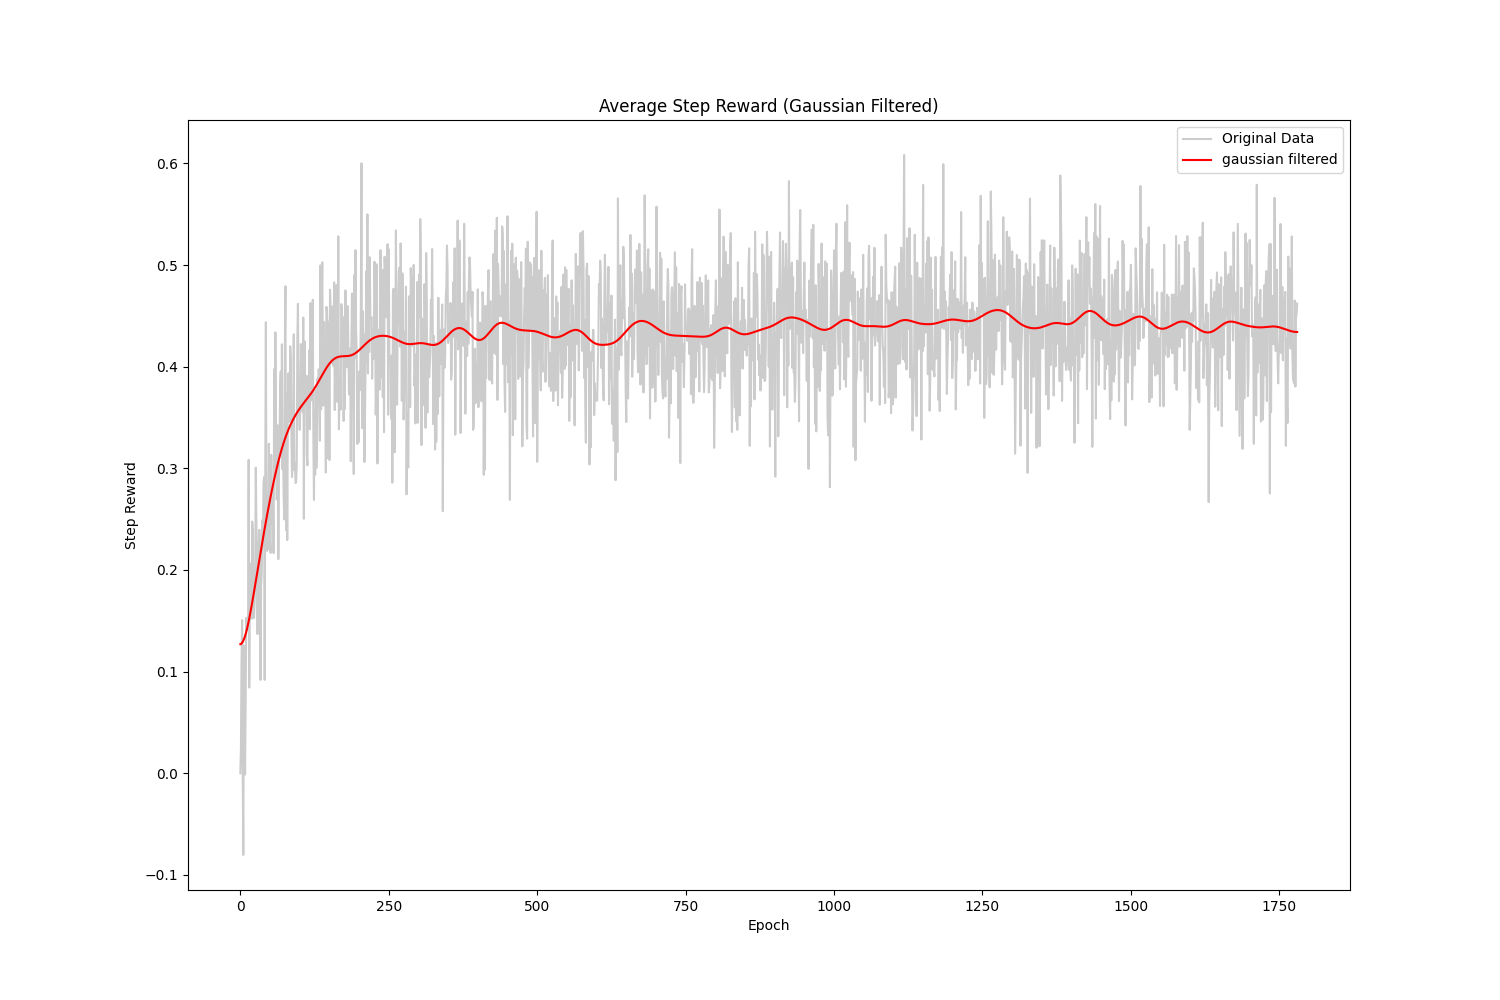 Average Step Reward (Gaussian Filtered)
Original Data
gaussian filtered
Step Reward
0.6
0.5
0.4
0.3
0.2
0.1
0.0
−0.1
0 250 500 750 1000 1250 1500 1750
Epoch